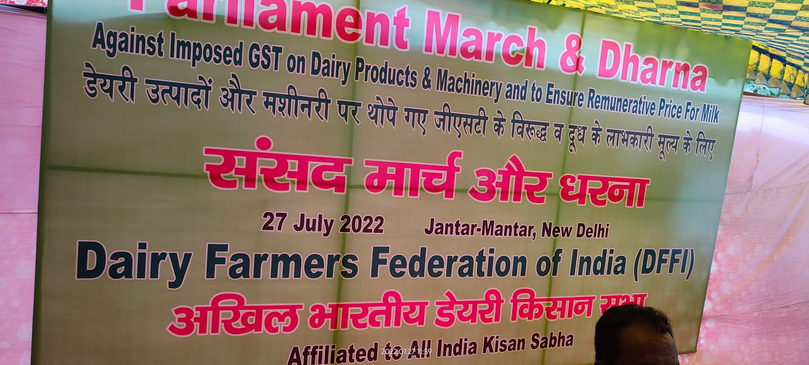 Parliament March & Dharna
Against Imposed GST on Dairy Products & Machinery and to Ensure Remunerative Price For Milk
डेयरी उत्पादों और मशीनरी पर थोपे गए जीएसटी के विरूद्ध व दूध के लाभकारी मूल्य के लिए
संसद मार्च और धरना
27 July 2022 Jantar-Mantar, New Delhi
Dairy Farmers Federation of India (DFFI)
अखिल भारतीय डेयरी किसान सभा
Affiliated to All India Kisan Sabha